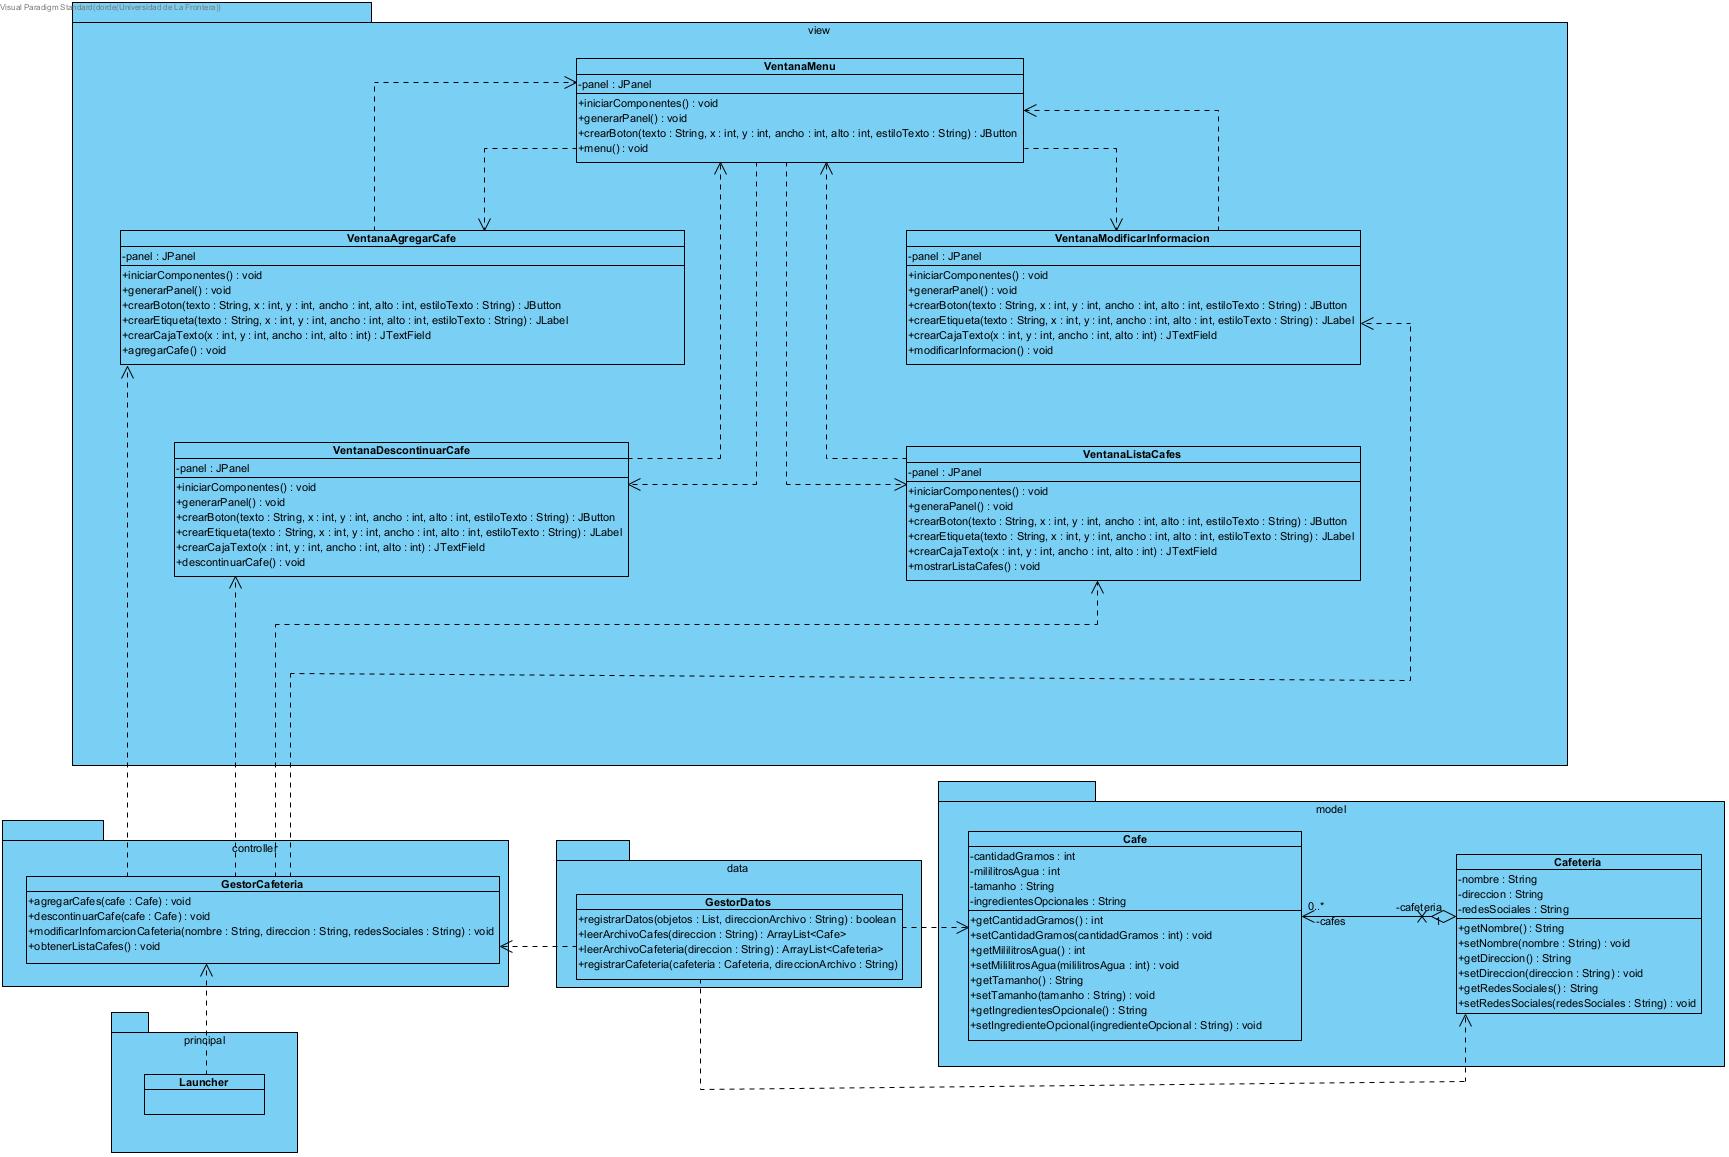 Visual Paradigm Standard(dorde(Universidad de La Frontera))
view
VentanaMenu
-panel : JPanel
+iniciarComponentes() : void
+generarPanel() : void
+crearBoton(texto : String, x : int, y : int, ancho : int, alto : int, estiloTexto : String) : JButton
+menu() : void
VentanaAgregarCafe
-panel : JPanel
+iniciarComponentes() : void
+generarPanel() : void
+crearBoton(texto : String, x : int, y : int, ancho : int, alto : int, estiloTexto : String) : JButton
+crearEtiqueta(texto : String, x : int, y : int, ancho : int, alto : int, estiloTexto : String) : JLabel
+crearCajaTexto(x : int, y : int, ancho : int, alto : int) : JTextField
+agregarCafe() : void
VentanaModificarInformacion
-panel : JPanel
+iniciarComponentes() : void
+generarPanel() : void
+crearBoton(texto : String, x : int, y : int, ancho : int, alto : int, estiloTexto : String) : JButton
+crearEtiqueta(texto : String, x : int, y : int, ancho : int, alto : int, estiloTexto : String) : JLabel
+crearCajaTexto(x : int, y : int, ancho : int, alto : int) : JTextField
+modificarInformacion() : void
VentanaDescontinuarCafe
-panel : JPanel
+iniciarComponentes() : void
+generarPanel() : void
+crearBoton(texto : String, x : int, y : int, ancho : int, alto : int, estiloTexto : String) : JButton
+crearEtiqueta(texto : String, x : int, y : int, ancho : int, alto : int, estiloTexto : String) : JLabel
+crearCajaTexto(x : int, y : int, ancho : int, alto : int) : JTextField
+descontinuarCafe() : void
VentanaListaCafes
-panel : JPanel
+iniciarComponentes() : void
+generaPanel() : void
+crearBoton(texto : String, x : int, y : int, ancho : int, alto : int, estiloTexto : String) : JButton
+crearEtiqueta(texto : String, x : int, y : int, ancho : int, alto : int, estiloTexto : String) : JLabel
+crearCajaTexto(x : int, y : int, ancho : int, alto : int) : JTextField
+mostrarListaCafes() : void
controller
GestorCafeteria
+agregarCafes(cafe : Cafe) : void
+descontinuarCafe(cafe : Cafe) : void
+modificarInfomarcionCafeteria(nombre : String, direccion : String, redesSociales : String) : void
+obtenerListaCafes() : void
data
GestorDatos
+registrarDatos(objetos : List, direccionArchivo : String) : boolean
+leerArchivoCafes(direccion : String) : ArrayList<Cafe>
+leerArchivoCafeteria(direccion : String) : ArrayList<Cafeteria>
+registrarCafeteria(cafeteria : Cafeteria, direccionArchivo : String)
model
Cafe
-cantidadGramos : int
-mililitrosAgua : int
-tamanho : String
-ingredientesOpcionales : String
+getCantidadGramos() : int
+setCantidadGramos(cantidadGramos : int) : void
+getMililitrosAgua() : int
+setMililitrosAgua(mililitrosAgua : int) : void
+getTamanho() : String
+setTamanho(tamanho : String) : void
+getIngredientesOpcionale() : String
+setIngredienteOpcional(ingredienteOpcional : String) : void
0..*
-cafes
-cafeteria
1
Cafeteria
-nombre : String
-direccion : String
-redesSociales : String
+getNombre() : String
+setNombre(nombre : String) : void
+getDireccion() : String
+setDireccion(direccion : String) : void
+getRedesSociales() : String
+setRedesSociales(redesSociales : String) : void
principal
Launcher